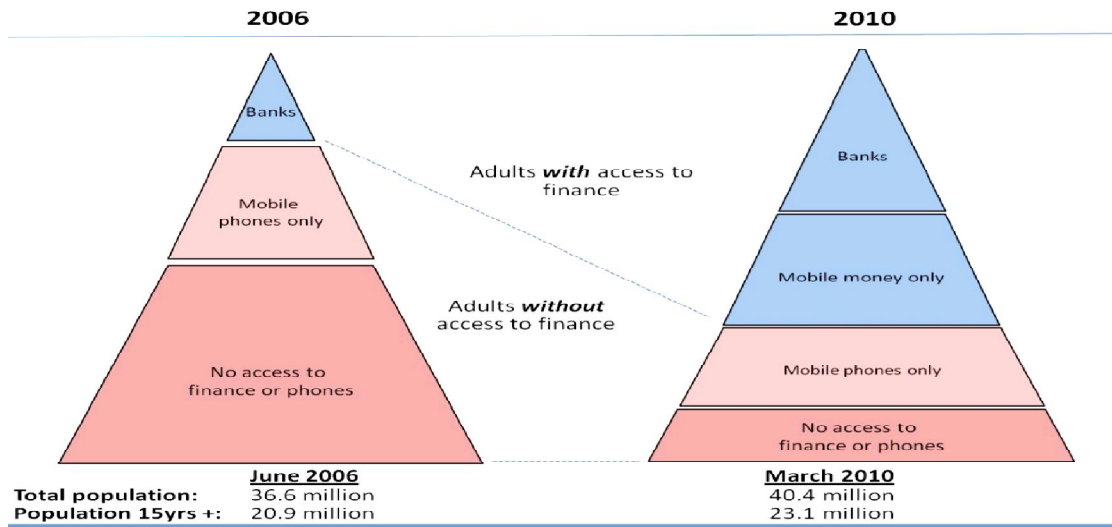 2006
2010
Banks
Mobile
phones only
No access to
finance or phones
Adults with access to
finance
Adults without
access to finance
Banks
Mobile money only
Mobile phones only
No access to
finance or phones
June 2006
March 2010
Total population: 36.6 million 40.4 million
Population 15yrs +: 20.9 million 23.1 million